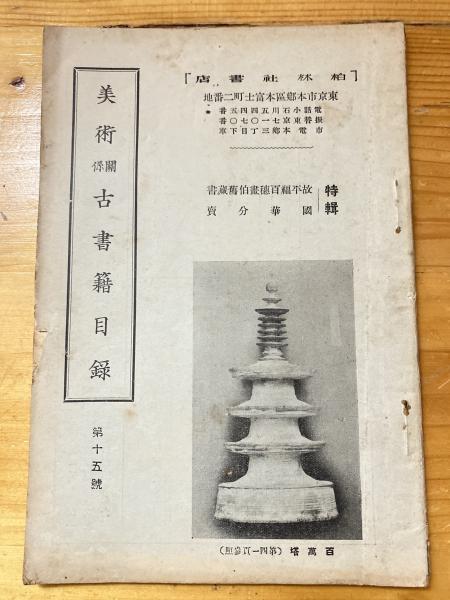 柏林社書店
東京市本鄕區本富士町二番地
電話小石川五四四五番
振替東京七一〇七〇番
市電本鄕三丁目下車
特輯
故平福百穗畫伯舊藏書
國華分賣
美術關係古書籍目錄
第十五號
百萬塔(第四一頁參照)